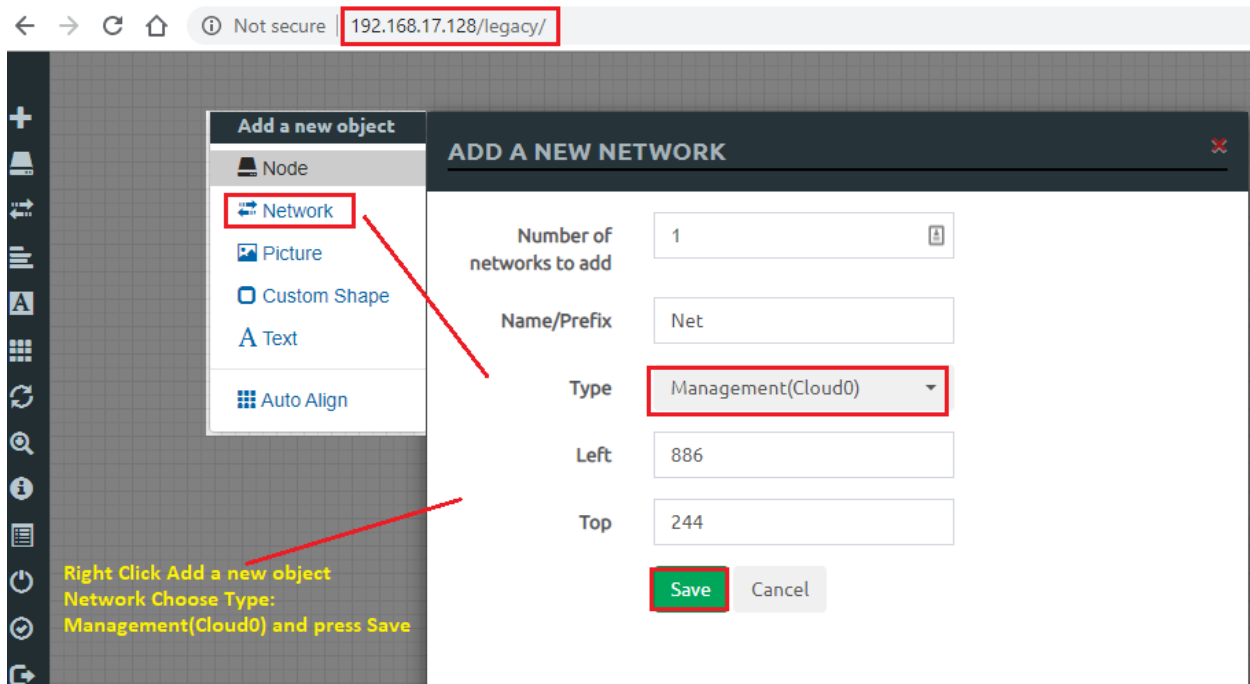 Not secure | 192.168.17.128/legacy/
Add a new object
Node
Network
Picture
Custom Shape
A Text
Auto Align
ADD A NEW NETWORK
Number of
networks to add
1
Name/Prefix
Net
Type
Management(Cloud0)
Left
886
Top
244
Save
Cancel
Right Click Add a new object
Network Choose Type:
Management(Cloud0) and press Save